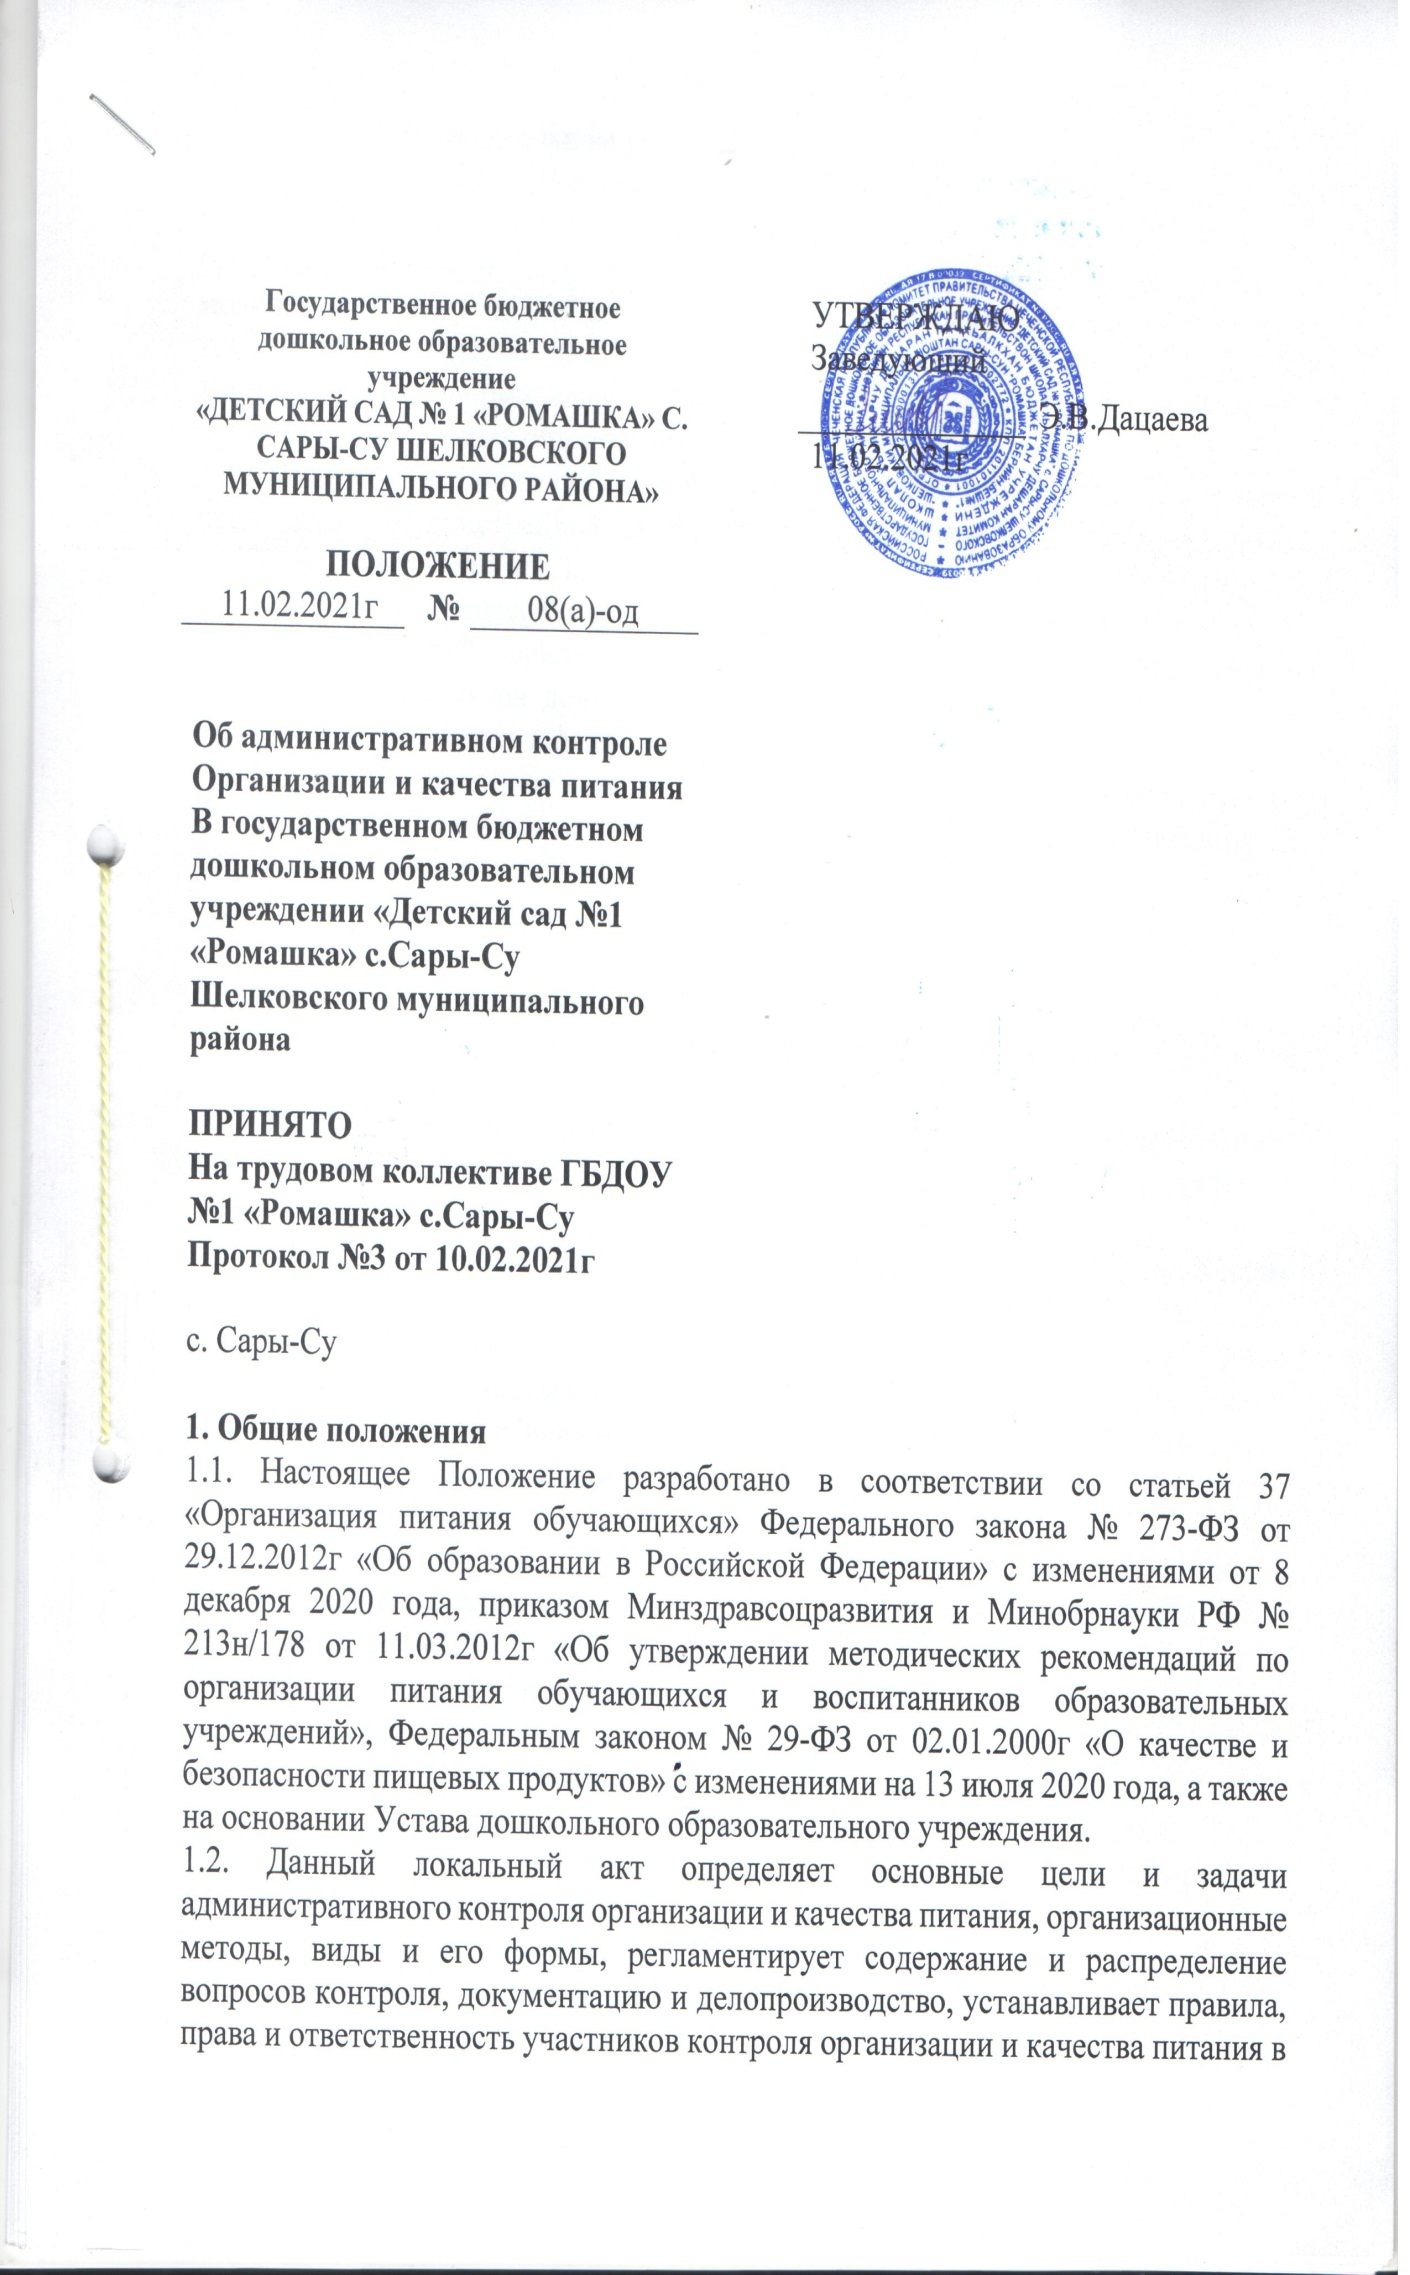 Государственное бюджетное
дошкольное образовательное
учреждение
«ДЕТСКИЙ САД № 1 «РОМАШКА» С.
САРЫ-СУ ШЕЛКОВСКОГО
МУНИЦИПАЛЬНОГО РАЙОНА»
ПОЛОЖЕНИЕ
11.02.2021г № 08(а)-од
УТВЕРЖДАЮ
Заведующий
Э.В.Дацаева
11.02.2021г
Об административном контроле
Организации и качества питания
В государственном бюджетном
дошкольном образовательном
учреждении «Детский сад №1
«Ромашка» с.Сары-Су
Шелковского муниципального
района
ПРИНЯТО
На трудовом коллективе ГБДОУ
№1 «Ромашка» с.Сары-Су
Протокол №3 от 10.02.2021г
с. Сары-Су
1. Общие положения
1.1. Настоящее Положение разработано в соответствии со статьей 37
«Организация питания обучающихся» Федерального закона № 273-ФЗ от
29.12.2012г «Об образовании в Российской Федерации» с изменениями от 8
декабря 2020 года, приказом Минздравсоцразвития и Минобрнауки РФ №
213н/178 от 11.03.2012г «Об утверждении методических рекомендаций по
организации питания обучающихся и воспитанников образовательных
учреждений», Федеральным законом № 29-ФЗ от 02.01.2000г «О качестве и
безопасности пищевых продуктов» с изменениями на 13 июля 2020 года, а также
на основании Устава дошкольного образовательного учреждения.
1.2. Данный локальный акт определяет основные цели и задачи
административного контроля организации и качества питания, организационные
методы, виды и его формы, регламентирует содержание и распределение
вопросов контроля, документацию и делопроизводство, устанавливает правила,
права и ответственность участников контроля организации и качества питания в